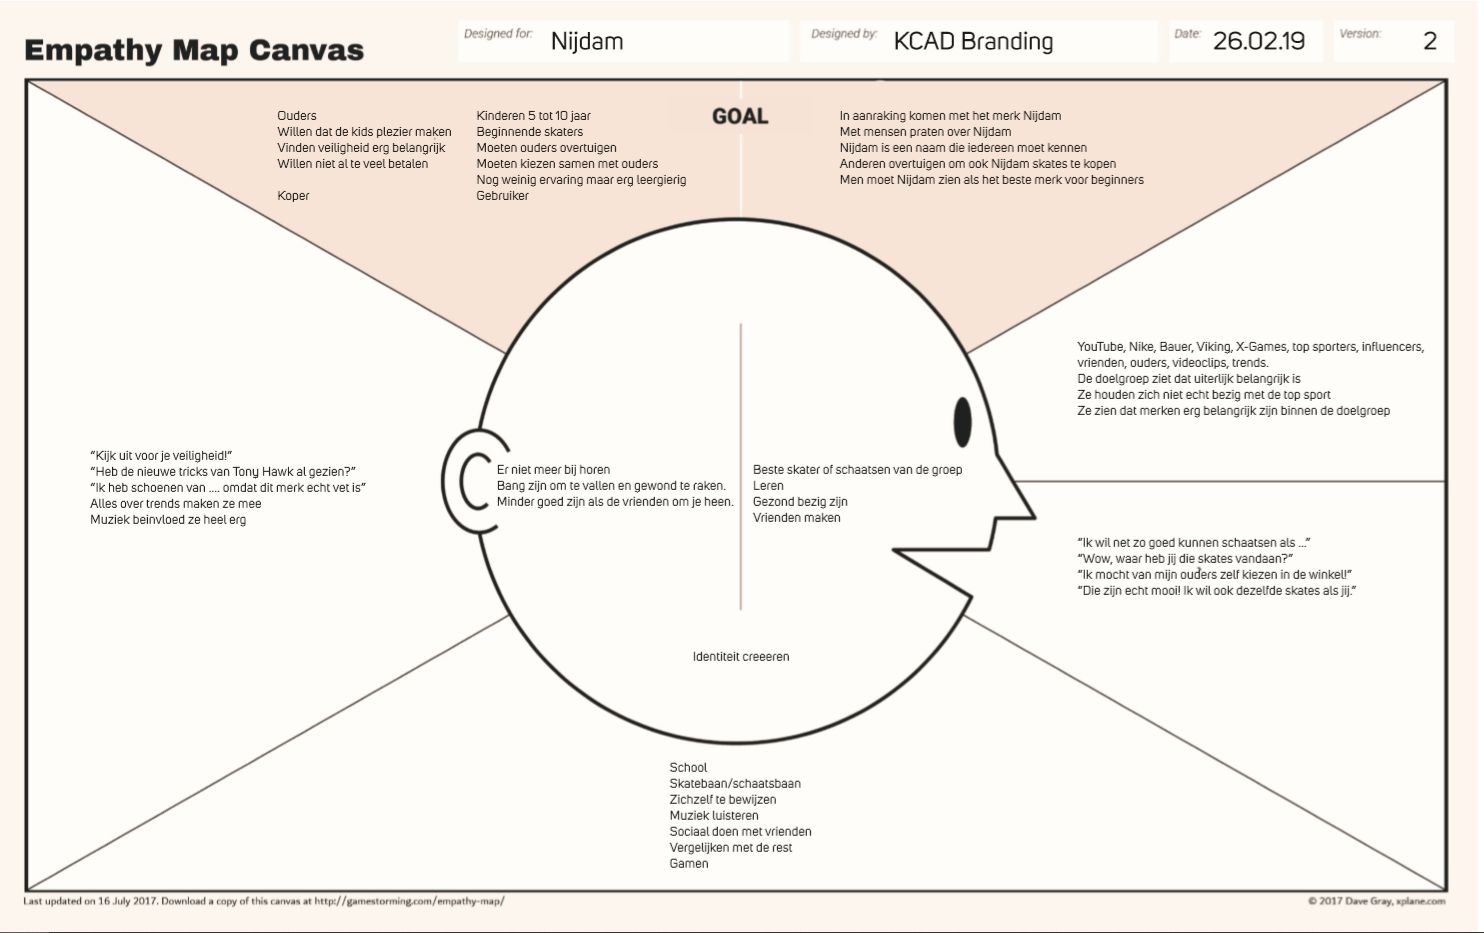 Empathy Map Canvas
Designed for: Nijdam
Designed by: KCAD Branding
Date: 26.02.19
Version: 2
Ouders
Willen dat de kids plezier maken
Vinden veiligheid erg belangrijk
Willen niet al te veel betalen
Koper
Kinderen 5 tot 10 jaar
Beginnende skaters
Moeten ouders overtuigen
Moeten kiezen samen met ouders
Nog weinig ervaring maar erg leergierig
Gebruiker
GOAL
In aanraking komen met het merk Nijdam
Met mensen praten over Nijdam
Nijdam is een naam die iedereen moet kennen
Anderen overtuigen om ook Nijdam skates te kopen
Men moet Nijdam zien als het beste merk voor beginners
YouTube, Nike, Bauer, Viking, X-Games, top sporters, influencers,
vrienden, ouders, videoclips, trends.
De doelgroep ziet dat uiterlijk belangrijk is
Ze houden zich niet echt bezig met de top sport
Ze zien dat merken erg belangrijk zijn binnen de doelgroep
“Kijk uit voor je veiligheid!”
“Heb de nieuwe tricks van Tony Hawk al gezien?”
“Ik heb schoenen van .... omdat dit merk echt vet is”
Alles over trends maken ze mee
Muziek beinvloed ze heel erg
Er niet meer bij horen
Bang zijn om te vallen en gewond te raken.
Minder goed zijn als de vrienden om je heen.
Beste skater of schaatsen van de groep
Leren
Gezond bezig zijn
Vrienden maken
“Ik wil net zo goed kunnen schaatsen als ...”
“Wow, waar heb jij die skates vandaan?”
“Ik mocht van mijn ouders zelf kiezen in de winkel!”
“Die zijn echt mooi! Ik wil ook dezelfde skates als jij.”
Identiteit creeeren
School
Skatebaan/schaatsbaan
Zichzelf te bewijzen
Muziek luisteren
Sociaal doen met vrienden
Vergelijken met de rest
Gamen
Last updated on 16 July 2017. Download a copy of this canvas at http://gamestorming.com/empathy-map/
© 2017 Dave Gray, xplane.com